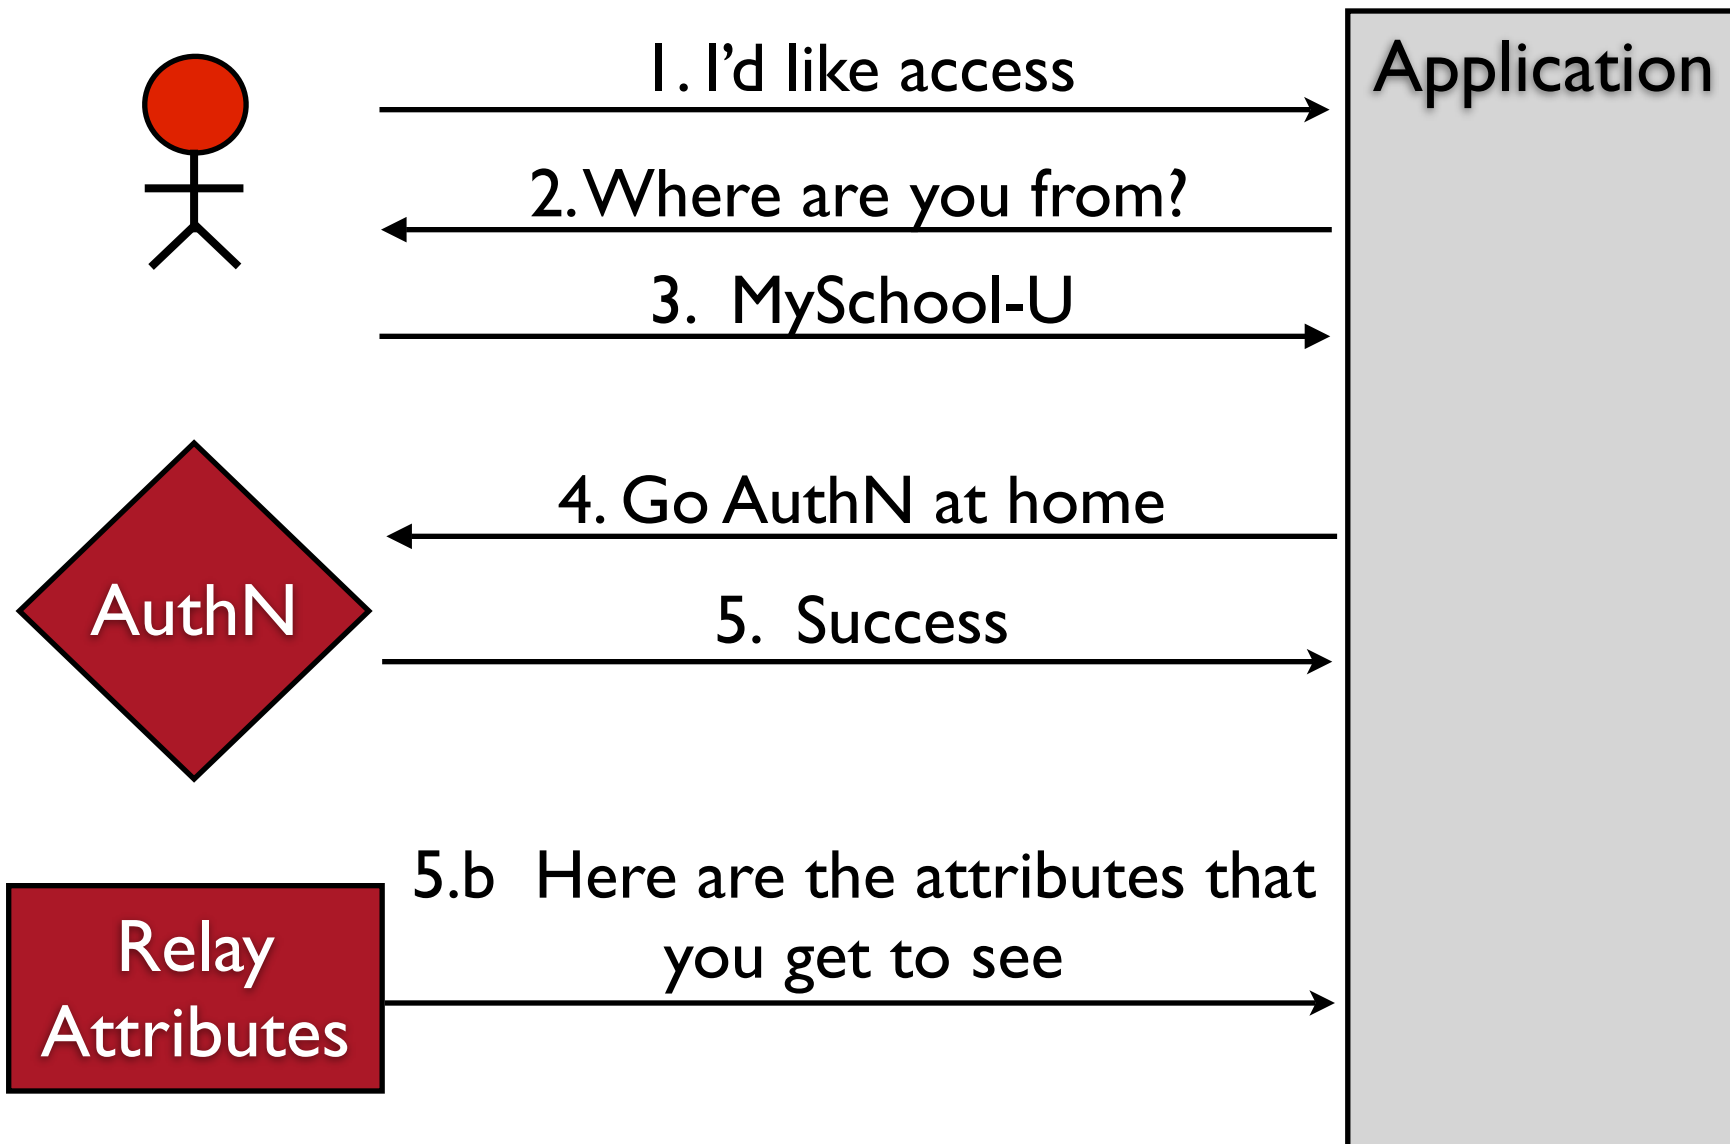 1. I’d like access
Application
2. Where are you from?
3. MySchool-U
4. Go AuthN at home
AuthN
5. Success
5.b Here are the attributes that
you get to see
Relay
Attributes